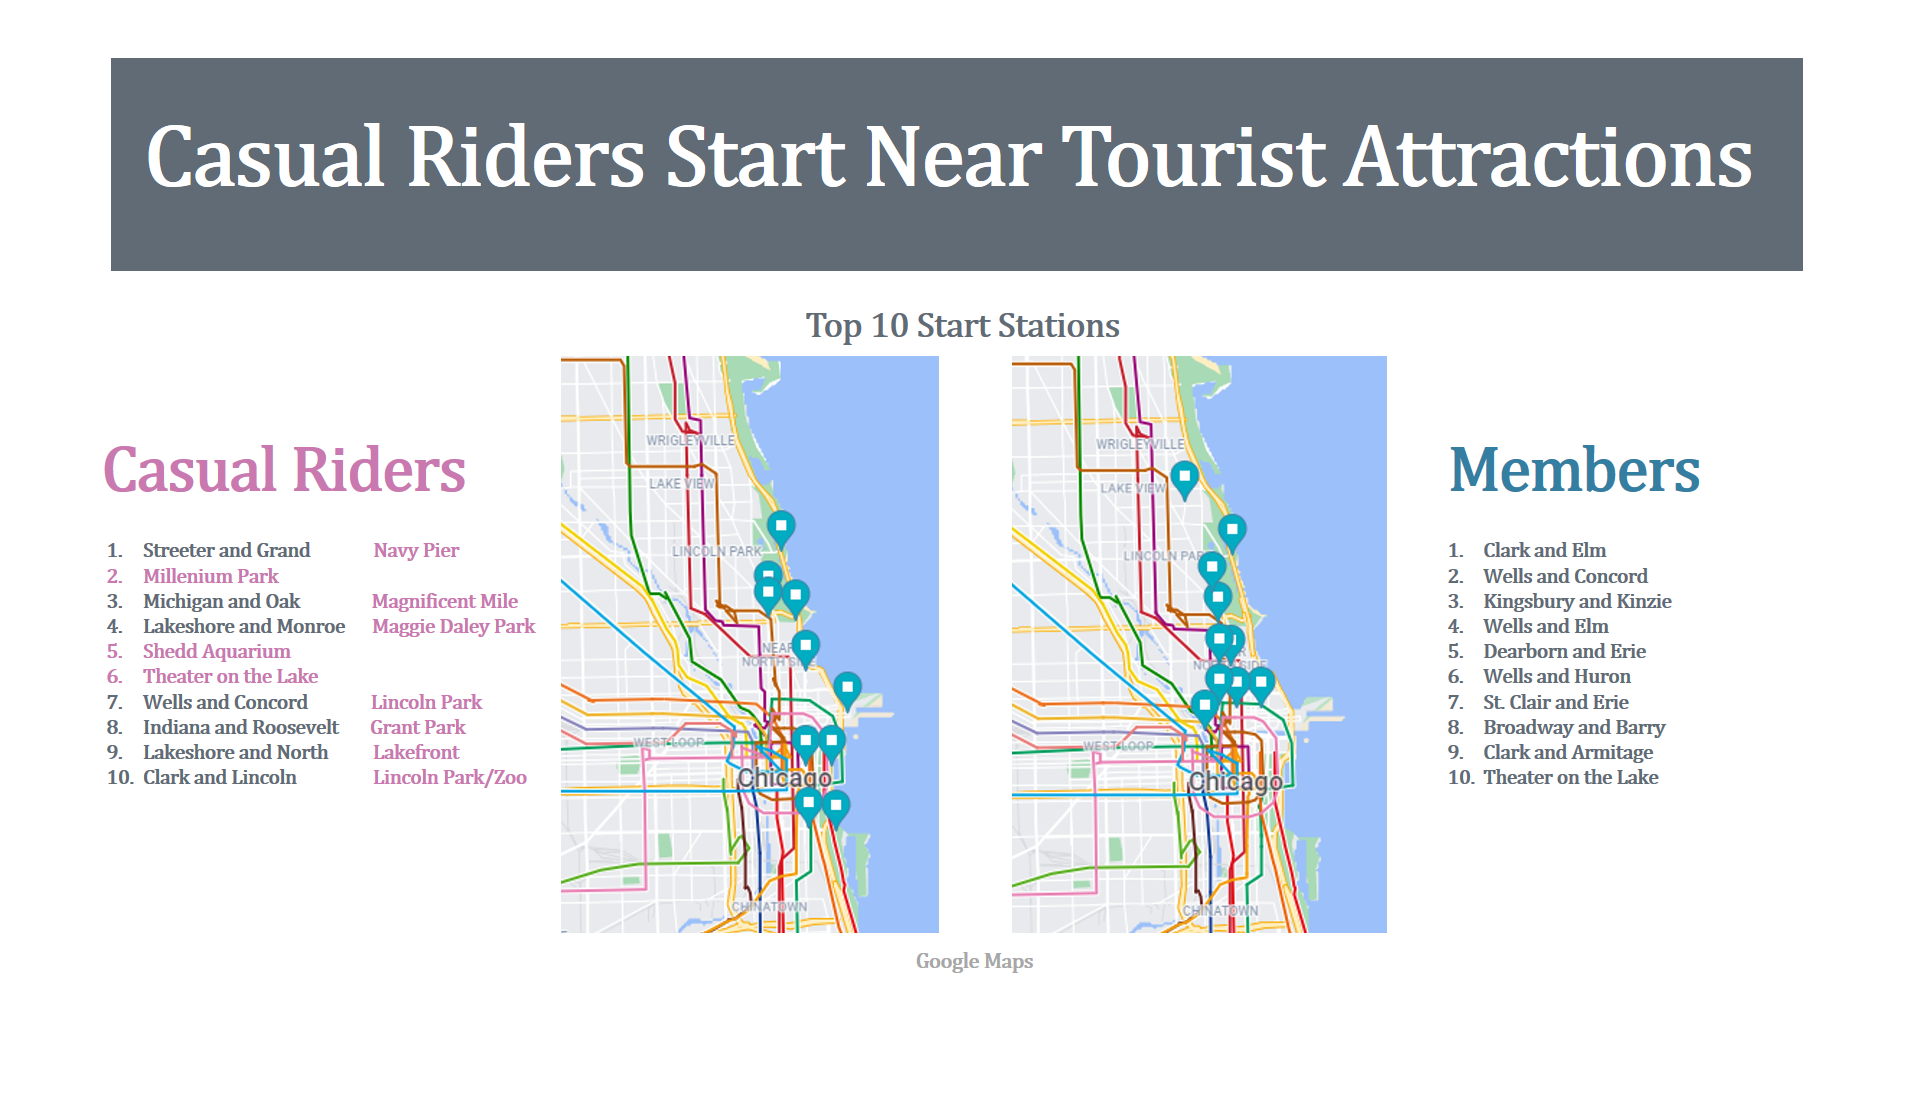 Casual Riders Start Near Tourist Attractions
Top 10 Start Stations
Casual Riders
1. Streeter and Grand Navy Pier
2. Millenium Park
3. Michigan and Oak Magnificent Mile
4. Lakeshore and Monroe Maggie Daley Park
5. Shedd Aquarium
6. Theater on the Lake
7. Wells and Concord Lincoln Park
8. Indiana and Roosevelt Grant Park
9. Lakeshore and North Lakefront
10. Clark and Lincoln Lincoln Park/Zoo
WRIGLEYVILLE
LAKE VIEW
LINCOLN PARK
NEAR
NORTH SIDE
WEST LOOP
Chicago
CHINATOWN
WRIGLEYVILLE
LAKE VIEW
LINCOLN PARK
NORTH SIDE
WEST LOOP
Chicago
CHINATOWN
Members
1. Clark and Elm
2. Wells and Concord
3. Kingsbury and Kinzie
4. Wells and Elm
5. Dearborn and Erie
6. Wells and Huron
7. St. Clair and Erie
8. Broadway and Barry
9. Clark and Armitage
10. Theater on the Lake
Google Maps